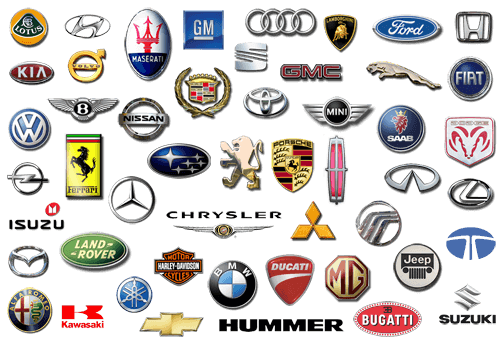 LOTUS
MASERATI
GM
LAMBORGHINI
Ford
KIA
VOLVO
GMC
FIAT
B
NISSAN
MINI
SAAB
DODGE
Ferrari
PORSCHE
ISUZU
CHRYSLER
LAND-
ROVER
MOTOR
HARLEY-DAVIDSON
CYCLES
BMW
DUCATI
MG
Jeep
ALFA ROMEO
Kawasaki
HUMMER
EB
BUGATTI
SUZUKI